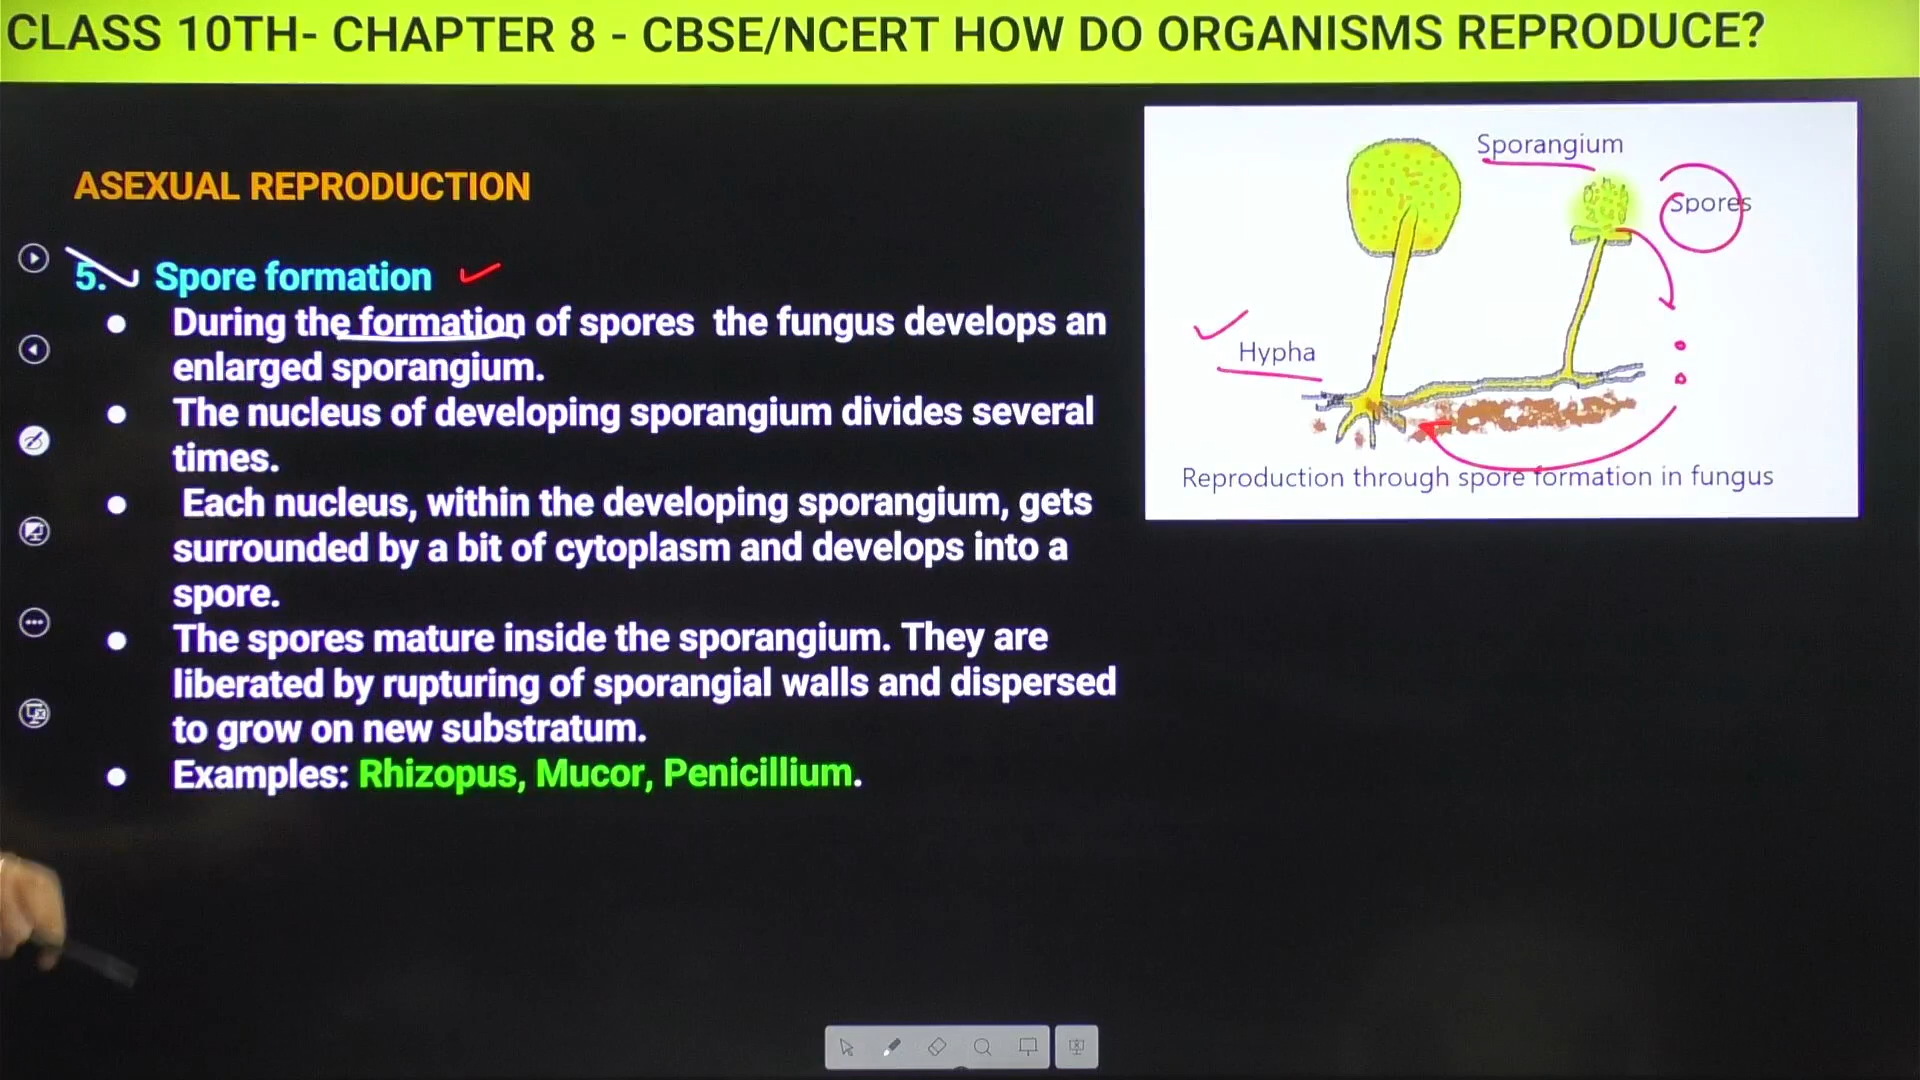 CLASS 10TH- CHAPTER 8 - CBSE/NCERT HOW DO ORGANISMS REPRODUCE?
ASEXUAL REPRODUCTION
5. Spore formation
● During the formation of spores the fungus develops an
enlarged sporangium.
● The nucleus of developing sporangium divides several
times.
● Each nucleus, within the developing sporangium, gets
surrounded by a bit of cytoplasm and develops into a
spore.
● The spores mature inside the sporangium. They are
liberated by rupturing of sporangial walls and dispersed
to grow on new substratum.
● Examples: Rhizopus, Mucor, Penicillium.
Sporangium
Spores
Hypha
Reproduction through spore formation in fungus